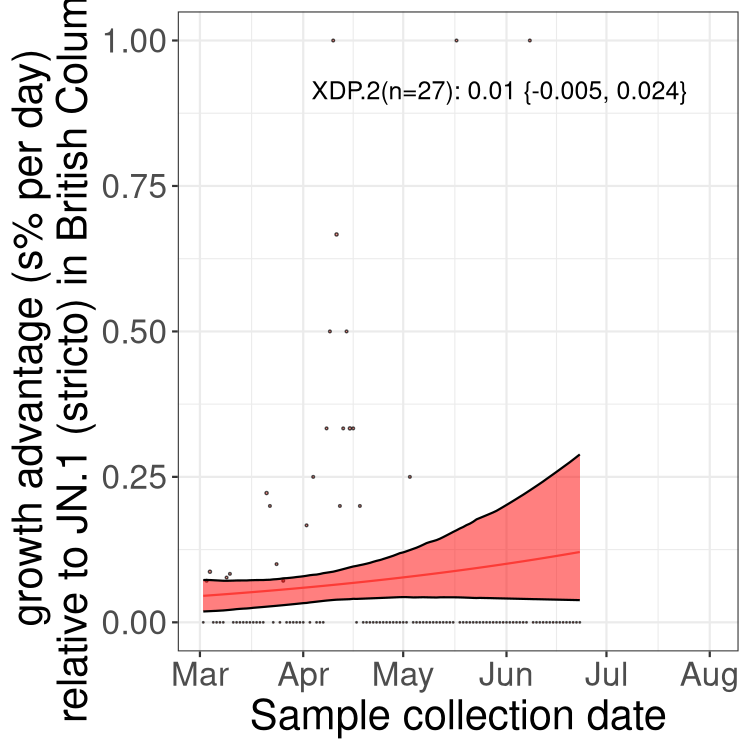 growth advantage (s% per day)
relative to JN.1 (stricto) in British Colum
1.00
0.75
0.50
0.25
0.00
XDP.2(n=27): 0.01 {-0.005, 0.024}
Mar Apr May Jun Jul Aug
Sample collection date